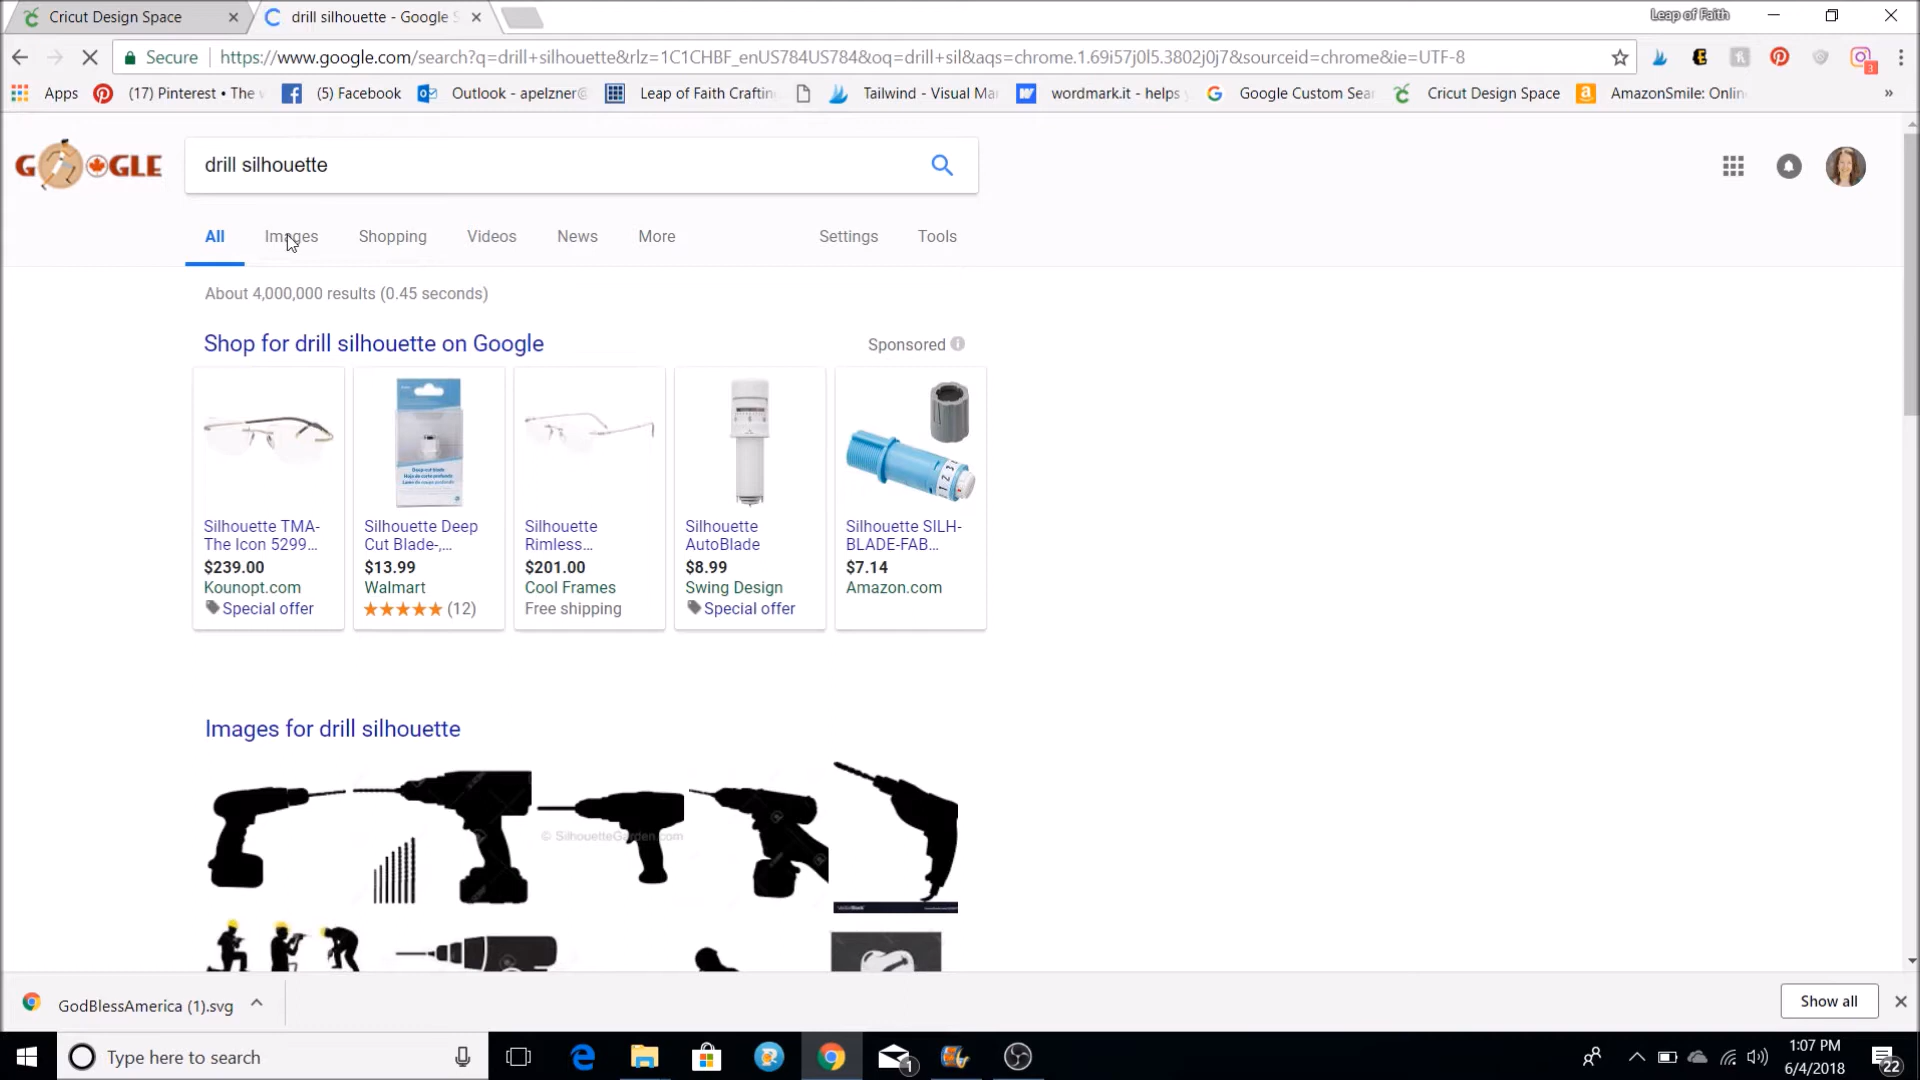 Cricut Design Space
drill silhouette - Google S
Leap of Faith
Secure
https://www.google.com/search?q=drill+silhouette&rlz=1C1CHBF_enUS784US784&oq=drill+sil&aqs=chrome.1.69i57j0l5.3802j0j7&sourceid=chrome&ie=UTF-8
3
Apps
(17) Pinterest • The
(5) Facebook
Outlook - apelzner@
Leap of Faith Craftin
Tailwind - Visual Ma
wordmark.it - helps
Google Custom Sea
Cricut Design Space
AmazonSmile: Onlin
GOOGLE
drill silhouette
All Images Shopping Videos News More Settings Tools
About 4,000,000 results (0.45 seconds)
Shop for drill silhouette on Google
Sponsored
Silhouette TMA-
The Icon 5299...
$239.00
Kounopt.com
Special offer
Silhouette Deep
Cut Blade-,...
$13.99
Walmart
(12)
Silhouette
Rimless...
$201.00
Cool Frames
Free shipping
Silhouette
AutoBlade
$8.99
Swing Design
Special offer
Silhouette SILH-
BLADE-FAB...
$7.14
Amazon.com
Images for drill silhouette
© SilhouetteGarden.com
GodBlessAmerica (1).svg
Show all
Type here to search
1
1:07 PM
6/4/2018
22